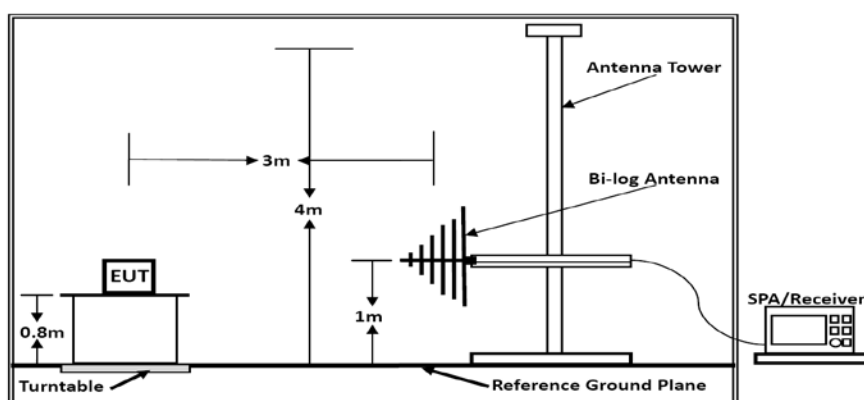 Antenna Tower
3m
Bi-log Antenna
4m
EUT
SPA/Receiver
0.8m
1m
Turntable
Reference Ground Plane